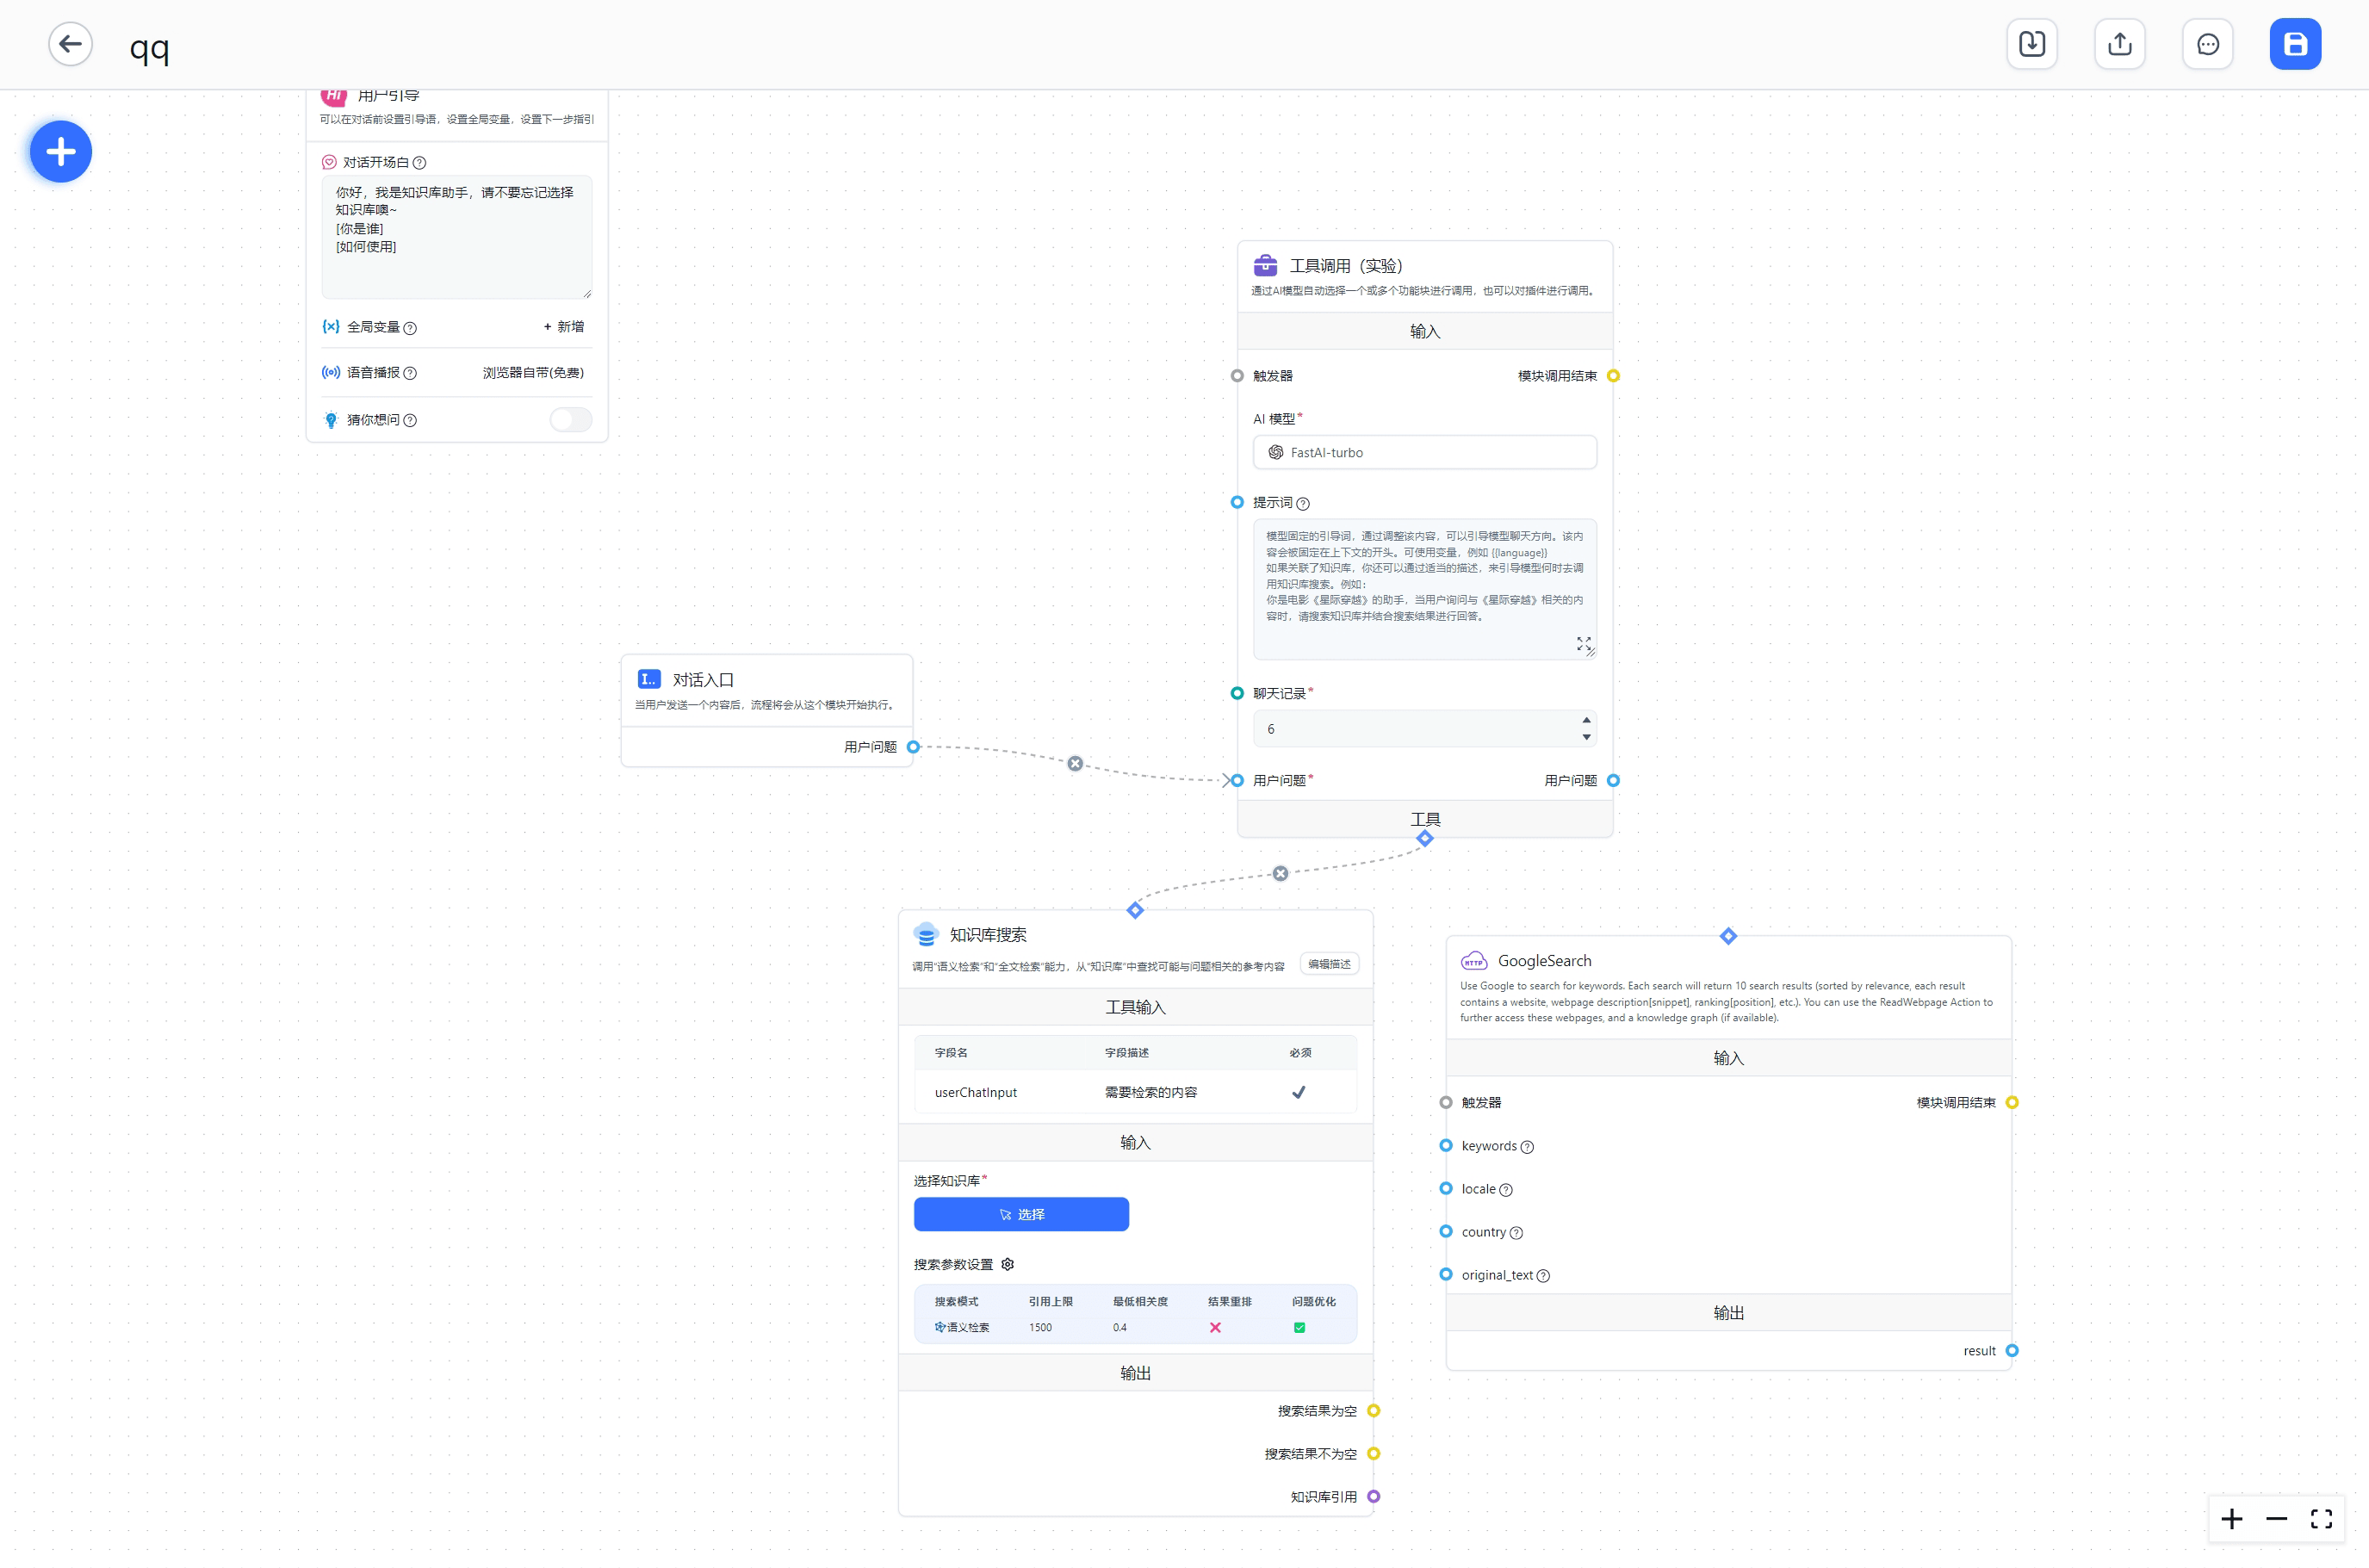 qq
用户引导
可以在对话前设置引导语，设置全局变量，设置下一步指引
对话开场白
你好，我是知识库助手，请不要忘记选择
知识库噢~
[你是谁]
[如何使用]
全局变量
+ 新增
语音播报
浏览器自带(免费)
猜你想问
工具调用（实验）
通过AI模型自动选择一个或多个功能块进行调用，也可以对插件进行调用。
输入
触发器
模块调用结束
AI 模型*
FastAI-turbo
提示词
模型固定的引导词，通过调整该内容，可以引导模型聊天方向。该内
容会被固定在上下文的开头。可使用变量，例如 {{language}}
如果关联了知识库，你还可以通过适当的描述，来引导模型何时去调
用知识库搜索。例如：
你是电影《星际穿越》的助手，当用户询问与《星际穿越》相关的内
容时，请搜索知识库并结合搜索结果进行回答。
聊天记录*
6
用户问题*
用户问题
工具
对话入口
当用户发送一个内容后，流程将会从这个模块开始执行。
用户问题
知识库搜索
调用“语义检索”和“全文检索”能力，从“知识库”中查找可能与问题相关的参考内容
编辑描述
工具输入
字段名 字段描述 必须
userChatInput 需要检索的内容
输入
选择知识库*
选择
搜索参数设置
搜索模式 引用上限 最低相关度 结果重排 问题优化
语义检索 1500 0.4
输出
搜索结果为空
搜索结果不为空
知识库引用
HTTP
GoogleSearch
Use Google to search for keywords. Each search will return 10 search results (sorted by relevance, each result
contains a website, webpage description[snippet], ranking[position], etc.). You can use the ReadWebpage Action to
further access these webpages, and a knowledge graph (if available).
输入
触发器
模块调用结束
keywords
locale
country
original_text
输出
result